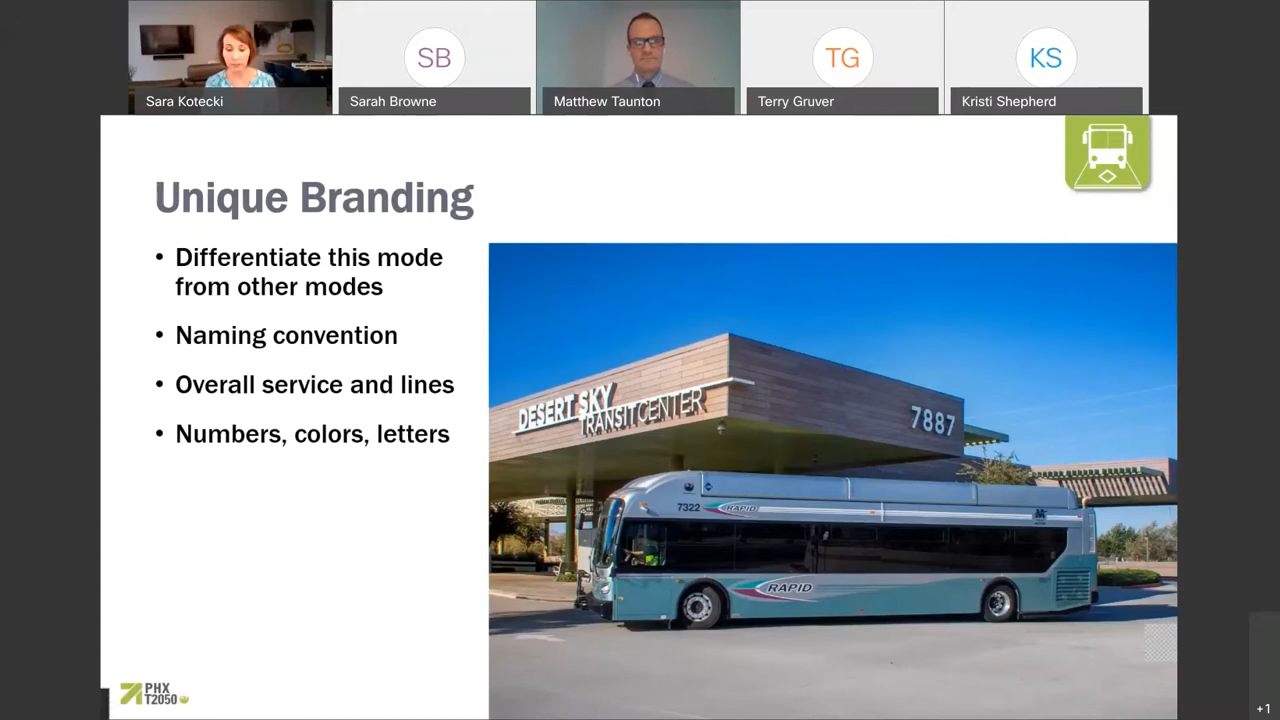 SB
TG
KS
Sara Kotecki
Sarah Browne
Matthew Taunton
Terry Gruver
Kristi Shepherd
Unique Branding
• Differentiate this mode
from other modes
• Naming convention
• Overall service and lines
• Numbers, colors, letters
DESERT SKY
TRANSITCENTER
7887
7322
RAPID
RAPID
PHX
T2050
+1